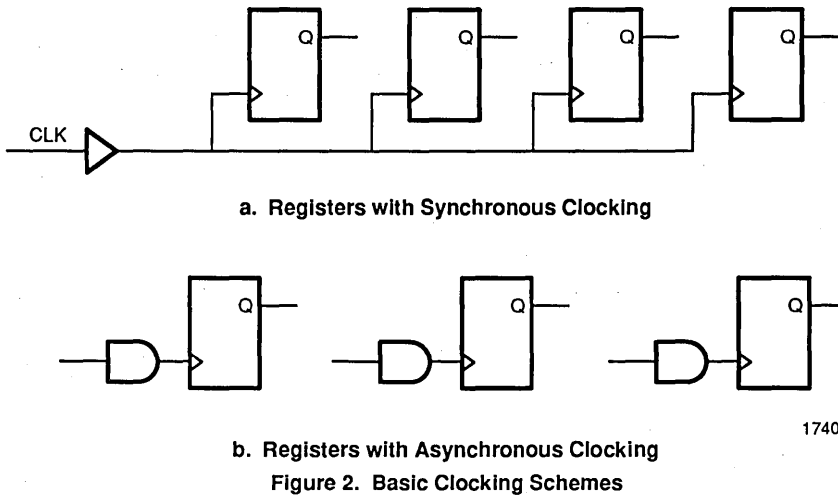 Q Q Q Q
CLK
a. Registers with Synchronous Clocking
Q Q Q
1740
b. Registers with Asynchronous Clocking
Figure 2. Basic Clocking Schemes